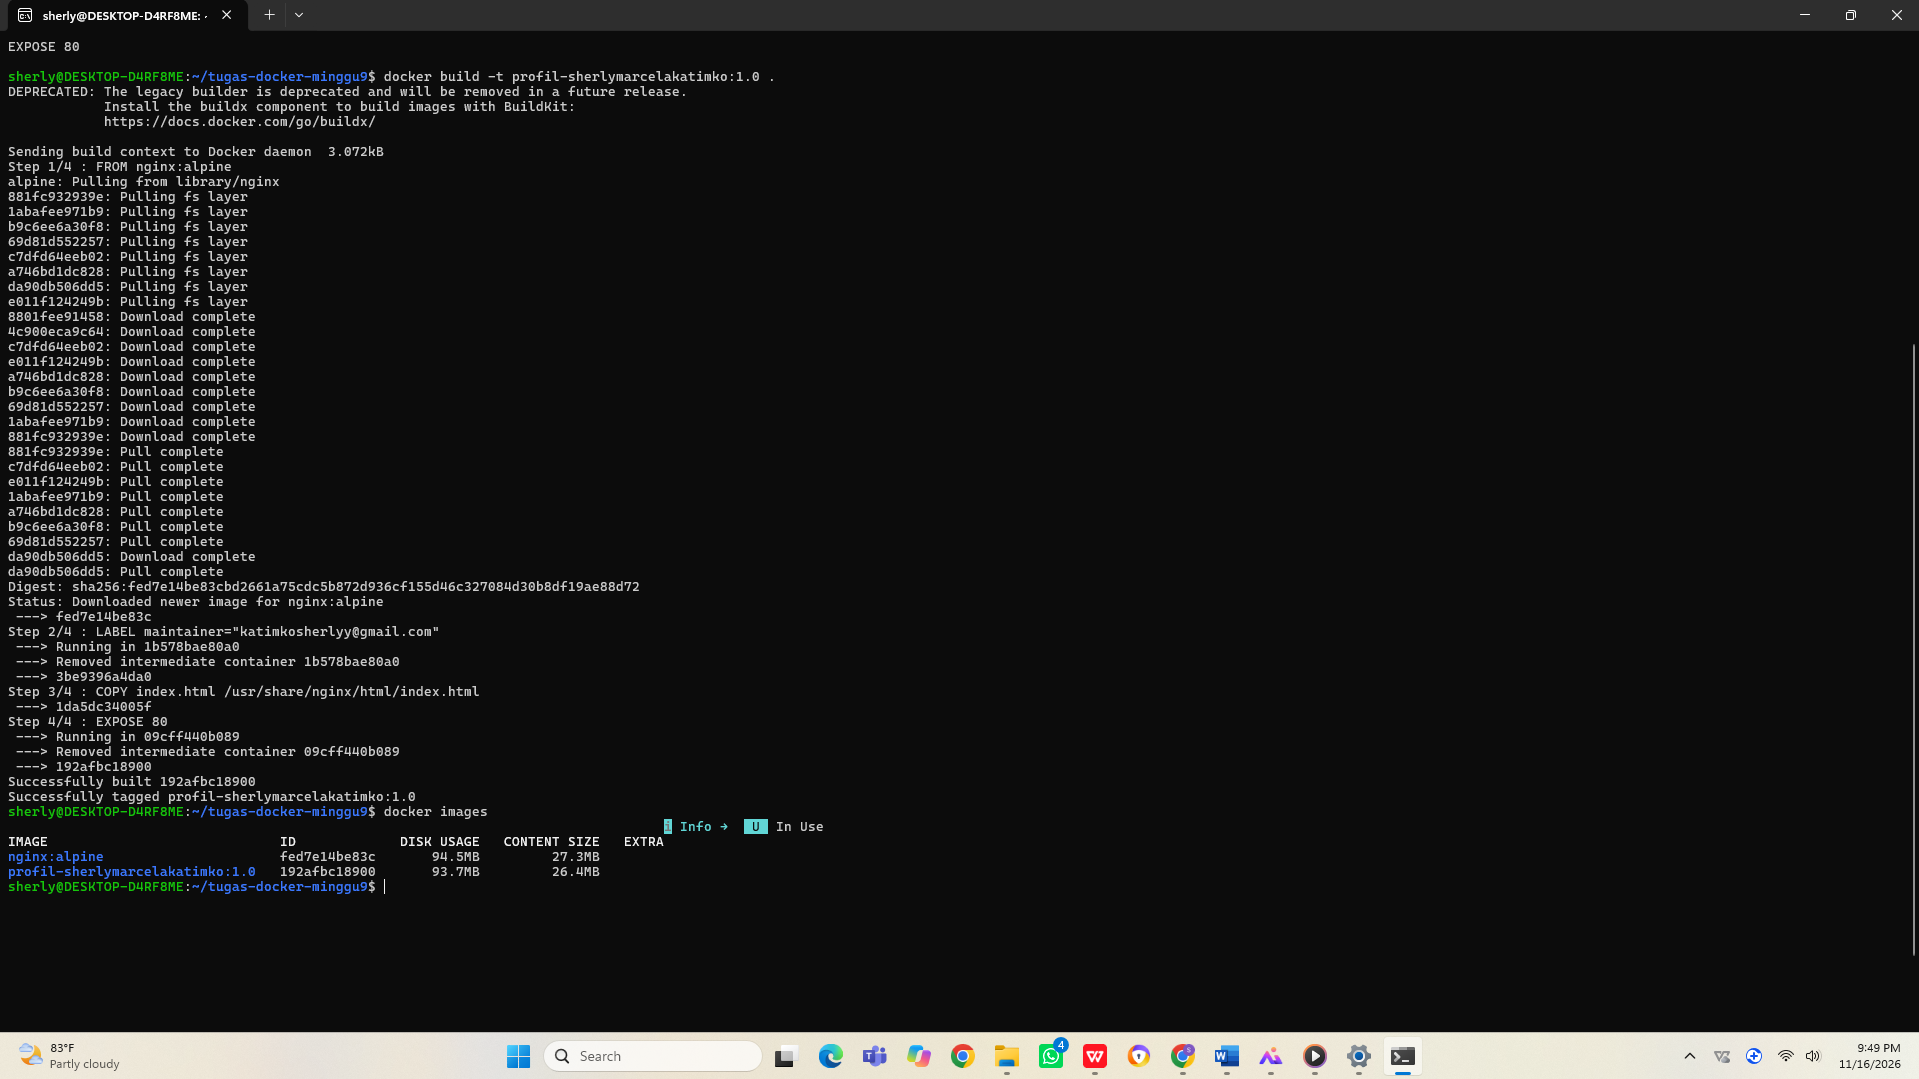 sherly@DESKTOP-D4RF8ME: ~
EXPOSE 80
sherly@DESKTOP-D4RF8ME:~/tugas-docker-minggu9$ docker build -t profil-sherlymarcelakatimko:1.0 .
DEPRECATED: The legacy builder is deprecated and will be removed in a future release.
Install the buildx component to build images with BuildKit:
https://docs.docker.com/go/buildx/
Sending build context to Docker daemon  3.072kB
Step 1/4 : FROM nginx:alpine
alpine: Pulling from library/nginx
881fc932939e: Pulling fs layer
1abafee971b9: Pulling fs layer
b9c6ee6a30f8: Pulling fs layer
69d81d552257: Pulling fs layer
c7dfd64eeb02: Pulling fs layer
a746bd1dc828: Pulling fs layer
da90db506dd5: Pulling fs layer
e011f124249b: Pulling fs layer
8801fee91458: Download complete
4c900eca9c64: Download complete
c7dfd64eeb02: Download complete
e011f124249b: Download complete
a746bd1dc828: Download complete
b9c6ee6a30f8: Download complete
69d81d552257: Download complete
1abafee971b9: Download complete
881fc932939e: Download complete
881fc932939e: Pull complete
c7dfd64eeb02: Pull complete
e011f124249b: Pull complete
1abafee971b9: Pull complete
a746bd1dc828: Pull complete
b9c6ee6a30f8: Pull complete
69d81d552257: Pull complete
da90db506dd5: Download complete
da90db506dd5: Pull complete
Digest: sha256:fed7e14be83cbd2661a75cdc5b872d936cf155d46c327084d30b8df19ae88d72
Status: Downloaded newer image for nginx:alpine
---> fed7e14be83c
Step 2/4 : LABEL maintainer="katimkosherlyy@gmail.com"
---> Running in 1b578bae80a0
---> Removed intermediate container 1b578bae80a0
---> 3be9396a4da0
Step 3/4 : COPY index.html /usr/share/nginx/html/index.html
---> 1da5dc34005f
Step 4/4 : EXPOSE 80
---> Running in 09cff440b089
---> Removed intermediate container 09cff440b089
---> 192afbc18900
Successfully built 192afbc18900
Successfully tagged profil-sherlymarcelakatimko:1.0
sherly@DESKTOP-D4RF8ME:~/tugas-docker-minggu9$ docker images
i Info →   U  In Use
IMAGE ID DISK USAGE CONTENT SIZE EXTRA
nginx:alpine fed7e14be83c 94.5MB 27.3MB
profil-sherlymarcelakatimko:1.0 192afbc18900 93.7MB 26.4MB
sherly@DESKTOP-D4RF8ME:~/tugas-docker-minggu9$
83°F
Partly cloudy
Search
4
9:49 PM
11/16/2026